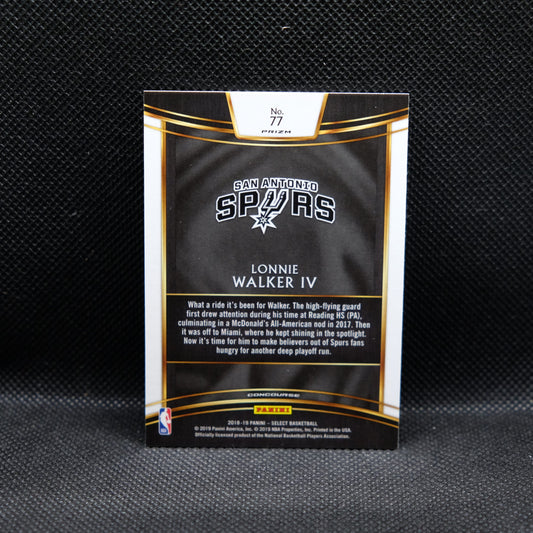 No.
77
PRIZM
SAN ANTONIO
SPURS
LONNIE
WALKER IV
What a ride it's been for Walker. The high-flying guard
first drew attention during his time at Reading HS (PA),
culminating in a McDonald's All-American nod in 2017. Then
it was off to Miami, where he kept shining in the spotlight.
Now it's time for him to make believers out of Spurs fans
hungry for another deep playoff run.
CONCOURSE
PANINI
2018-19 PANINI - SELECT BASKETBALL
© 2019 Panini America, Inc. © 2019 NBA Properties, Inc. Printed in the USA.
Officially licensed product of the National Basketball Players Association.
NBA